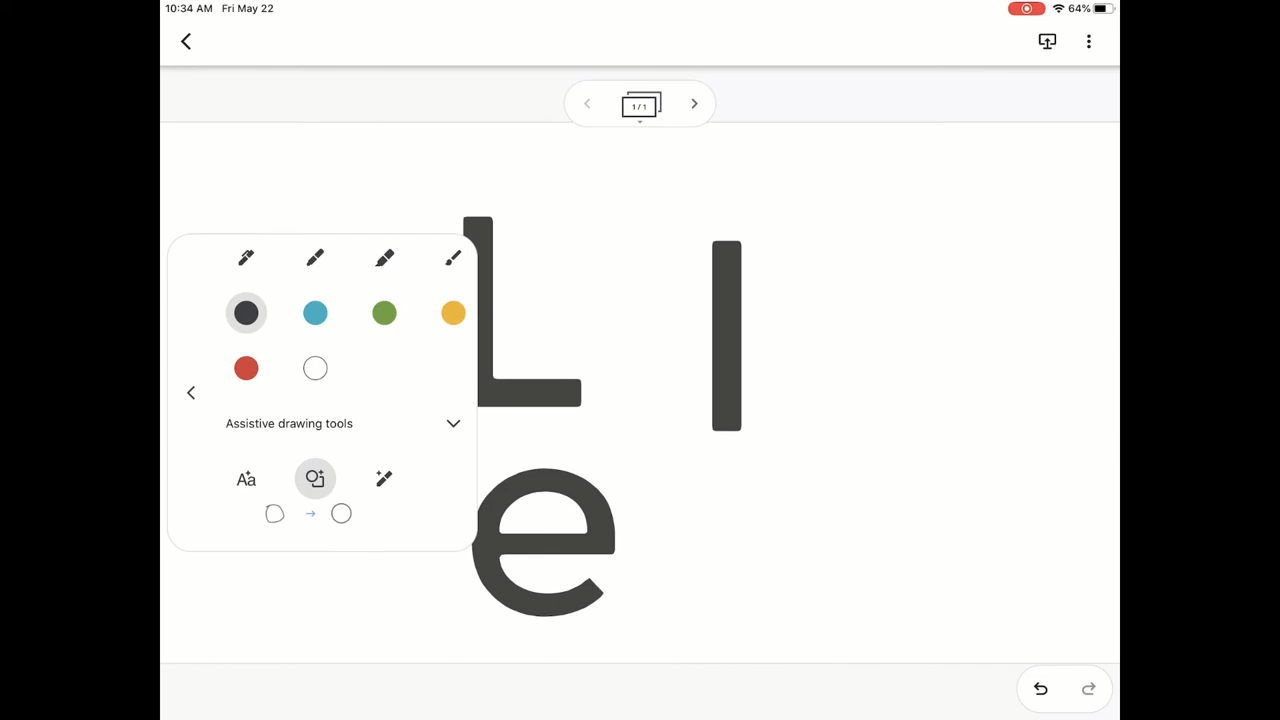 10:34 AM Fri May 22
64%
1 / 1
L l
Assistive drawing tools
Aa
e